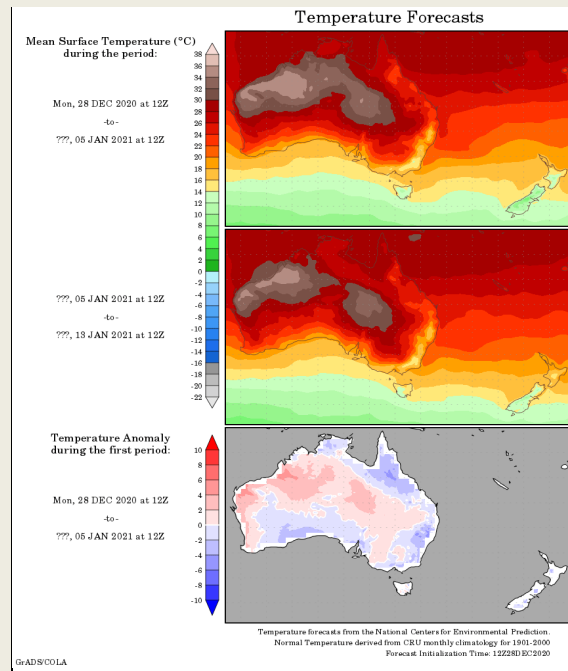 Temperature Forecasts
Mean Surface Temperature (°C)
during the period:
Mon, 28 DEC 2020 at 12Z
-to-
???, 05 JAN 2021 at 12Z
38
36
34
32
30
28
26
24
22
20
18
16
14
12
10
8
6
4
2
0
-2
-4
-6
-8
-10
-12
-14
-16
-18
-20
-22
???, 05 JAN 2021 at 12Z
-to-
???, 13 JAN 2021 at 12Z
Temperature Anomaly
during the first period:
Mon, 28 DEC 2020 at 12Z
-to-
???, 05 JAN 2021 at 12Z
10
8
6
4
2
0
-2
-4
-6
-8
-10
Temperature forecasts from the National Centers for Environmental Prediction.
Normal Temperature derived from CRU monthly climatology for 1901-2000
Forecast Initialization Time: 12Z28DEC2020
GrADS/COLA